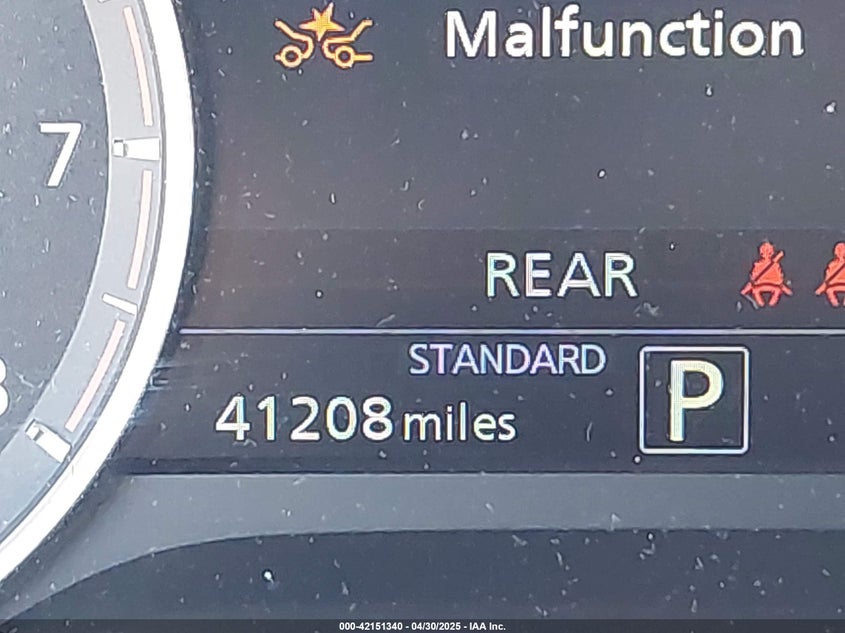 Malfunction
7
REAR
STANDARD
P
41208 miles
000-42151340 - 04/30/2025 - IAA Inc.